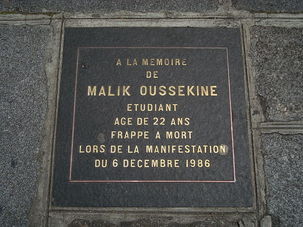 A LA MEMOIRE
DE
MALIK OUSSEKINE
ETUDIANT
AGE DE 22 ANS
FRAPPE A MORT
LORS DE LA MANIFESTATION
DU 6 DECEMBRE 1986